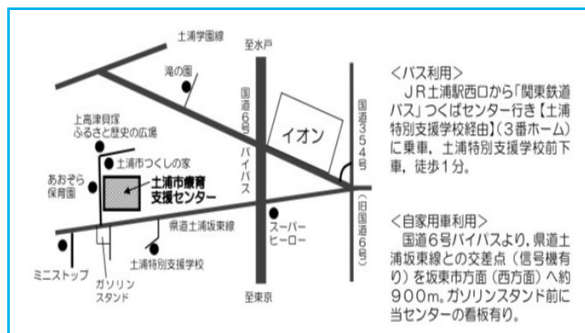 土浦学園線
至水戸
滝の園
国道6号バイパス
イオン
国道354号
(旧国道6号)
上高津貝塚
ふるさと歴史の広場
土浦市つくしの家
あおぞら
保育園
土浦市療育
支援センター
県道土浦坂東線
スーパー
ヒーロー
ミニストップ
ガソリン
スタンド
土浦特別支援学校
至東京
<バス利用>
JR土浦駅西口から「関東鉄道
バス」つくばセンター行き【土浦
特別支援学校経由】(3番ホーム)
に乗車,土浦特別支援学校前下
車,徒歩1分。
<自家用車利用>
国道6号バイパスより,県道土
浦坂東線との交差点(信号機有
り)を坂東市方面(西方面)へ約
900m。ガソリンスタンド前に
当センターの看板有り。